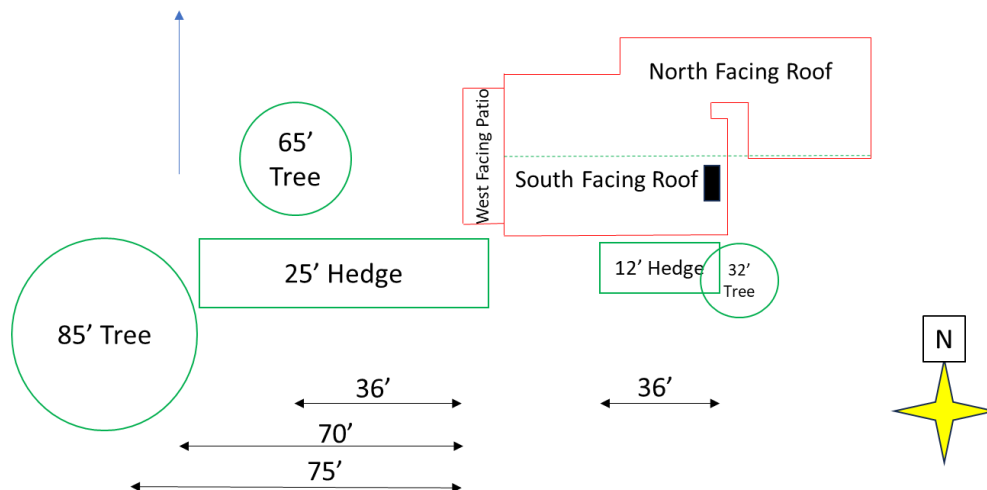 North Facing Roof
West Facing Patio
65’
Tree
South Facing Roof
25’ Hedge
12’ Hedge
32’
Tree
85’ Tree
N
36’
36’
70’
75’